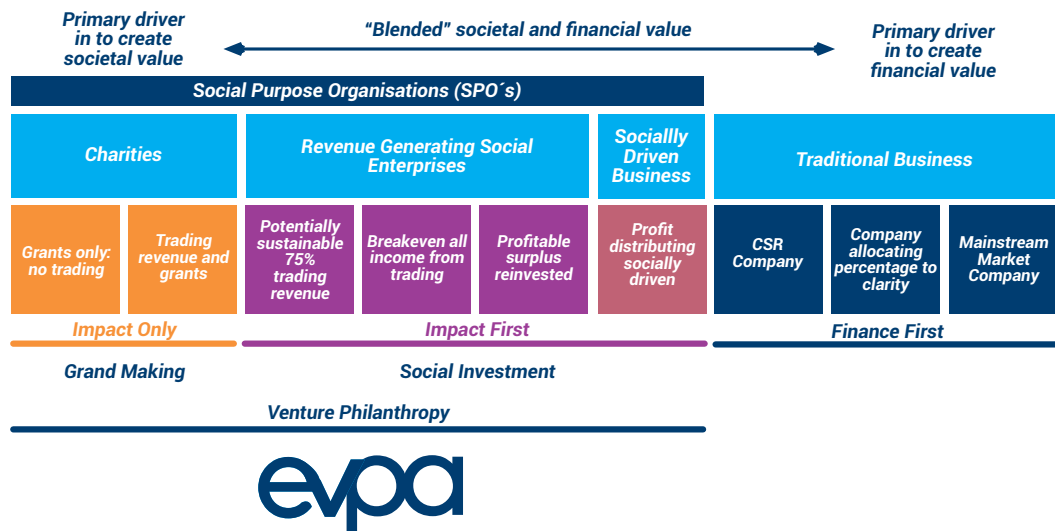 Primary driver
in to create
societal value
“Blended” societal and financial value
Primary driver
in to create
financial value
Social Purpose Organisations (SPO´s)
Charities
Revenue Generating Social
Enterprises
Sociallly
Driven
Business
Traditional Business
Grants only:
no trading
Trading
revenue and
grants
Potentially
sustainable
75%
trading
revenue
Breakeven all
income from
trading
Profitable
surplus
reinvested
Profit
distributing
socially
driven
CSR
Company
Company
allocating
percentage to
clarity
Mainstream
Market
Company
Impact Only
Impact First
Finance First
Grand Making
Social Investment
Venture Philanthropy
evpa